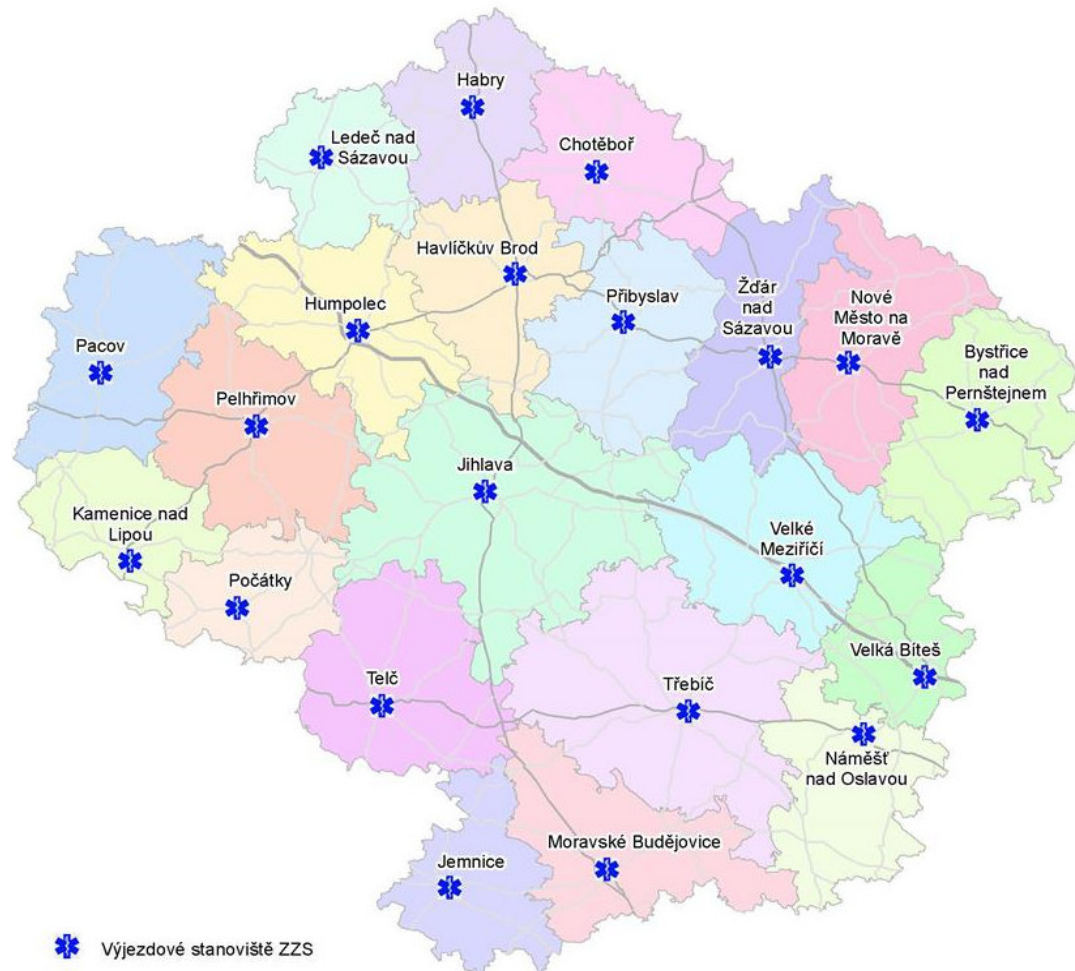 Habry
Ledeč nad
Sázavou
Chotěboř
Havlíčkův Brod
Humpolec
Přibyslav
Žďár
nad
Sázavou
Nové
Město na
Moravě
Bystřice
nad
Pernštejnem
Pacov
Pelhřimov
Jihlava
Kamenice nad
Lipou
Velké
Meziříčí
Počátky
Velká Bíteš
Telč
Třebíč
Náměšť
nad Oslavou
Moravské Budějovice
Jemnice
Výjezdové stanoviště ZZS